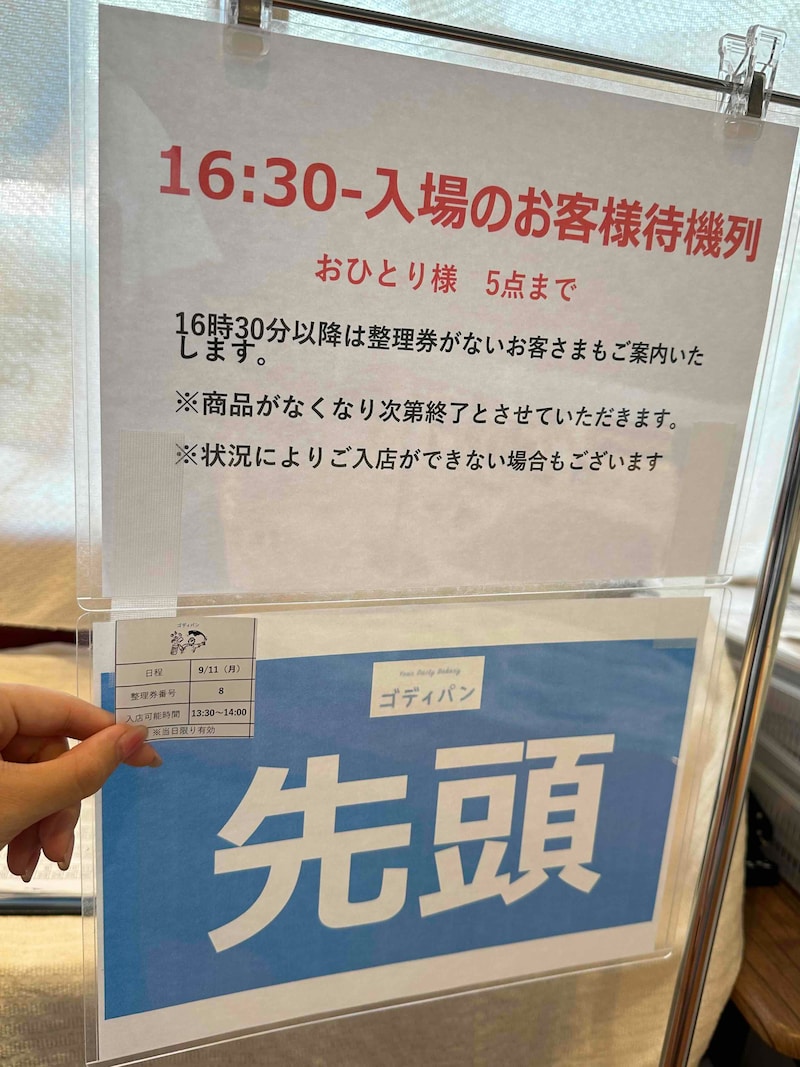 16:30-入場のお客様待機列
おひとり様 5点まで
16時30分以降は整理券がないお客さまもご案内いた
します。
※商品がなくなり次第終了とさせていただきます。
※状況によりご入店ができない場合もございます
ゴディパン
日程 9/11（月）
整理券番号 8
入店可能時間 13:30～14:00
※当日限り有効
Your Daily Bakery
ゴディパン
先頭